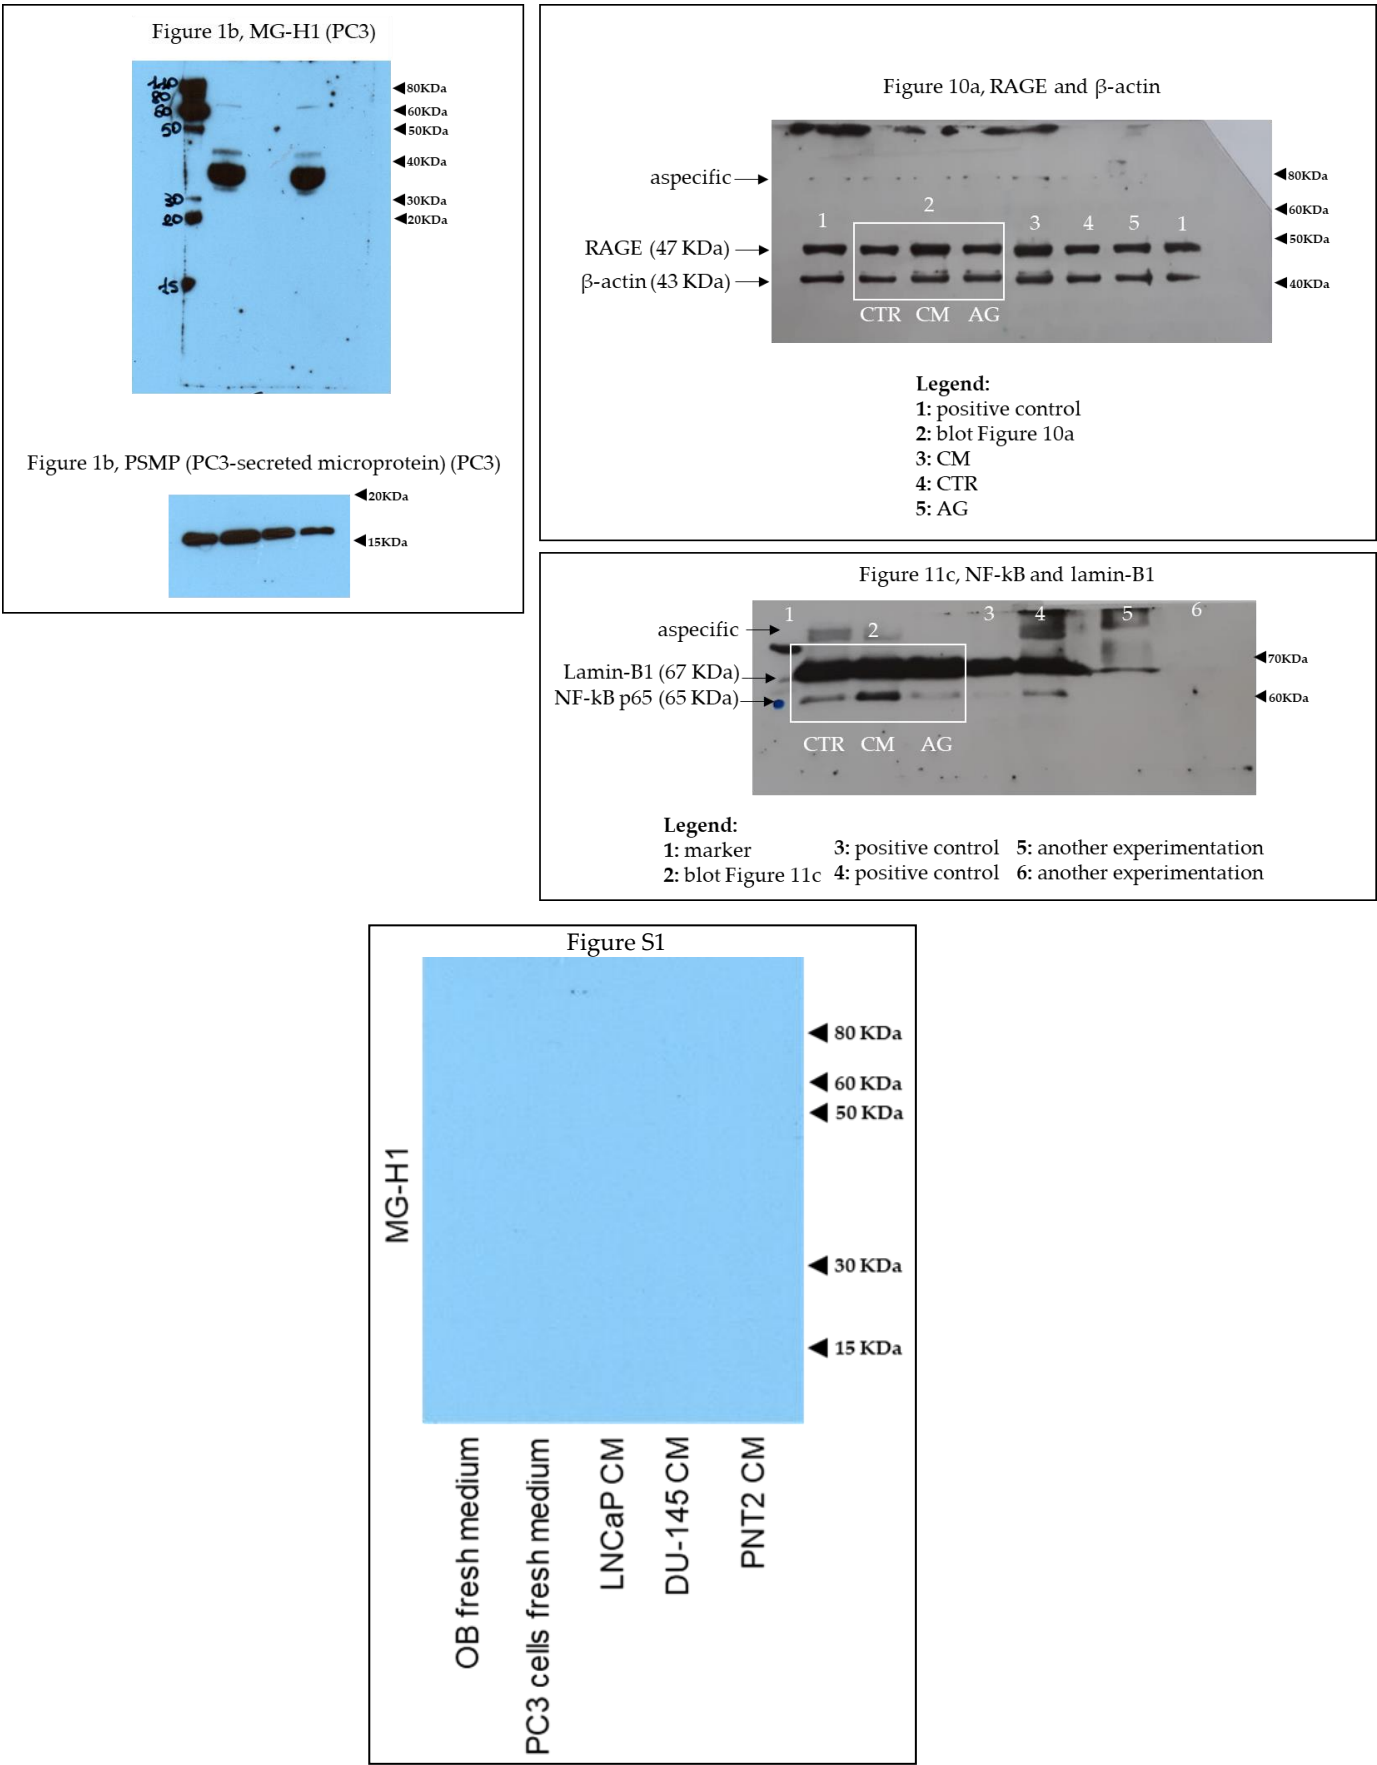 Figure 1b, MG-H1 (PC3)
110
80
60
50
30
20
15
80KDa
60KDa
50KDa
40KDa
30KDa
20KDa
Figure 1b, PSMP (PC3-secreted microprotein) (PC3)
20KDa
15KDa
Figure 10a, RAGE and β-actin
aspecific
RAGE (47 KDa)
β-actin (43 KDa)
1 2 3 4 5 1
CTR CM AG
80KDa
60KDa
50KDa
40KDa
Legend:
1: positive control
2: blot Figure 10a
3: CM
4: CTR
5: AG
Figure 11c, NF-kB and lamin-B1
aspecific
Lamin-B1 (67 KDa)
NF-kB p65 (65 KDa)
1 2 3 4 5 6
CTR CM AG
70KDa
60KDa
Legend:
1: marker
2: blot Figure 11c
3: positive control
4: positive control
5: another experimentation
6: another experimentation
Figure S1
MG-H1
80 KDa
60 KDa
50 KDa
30 KDa
15 KDa
OB fresh medium
PC3 cells fresh medium
LNCaP CM
DU-145 CM
PNT2 CM